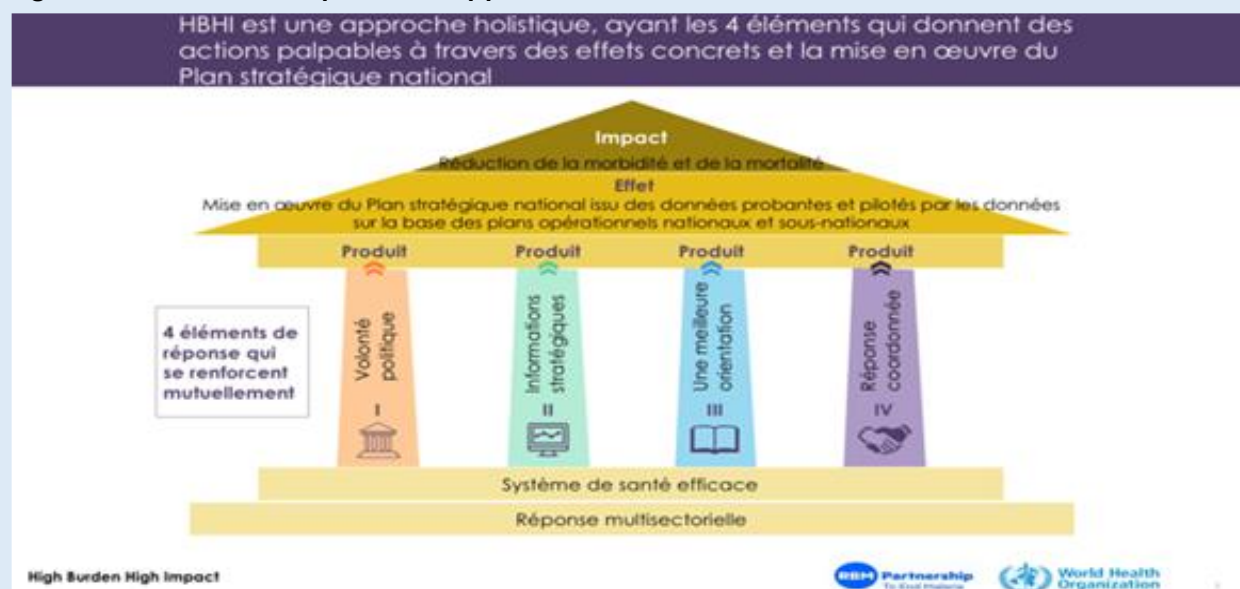 HBHI est une approche holistique, ayant les 4 éléments qui donnent des
actions palpables à travers des effets concrets et la mise en œuvre du
Plan stratégique national
Impact
Réduction de la morbidité et de la mortalité
Effet
Mise en œuvre du Plan stratégique national issu des données probantes et pilotés par les données
sur la base des plans opérationnels nationaux et sous-nationaux
Produit
Produit
Produit
Produit
4 éléments de
réponse qui
se renforcent
mutuellement
Volonté
politique
I
Informations
stratégiques
II
Une meilleure
orientation
III
Réponse
coordonnée
IV
Système de santé efficace
Réponse multisectorielle
High Burden High Impact
RBM Partnership
To End Malaria
World Health
Organization